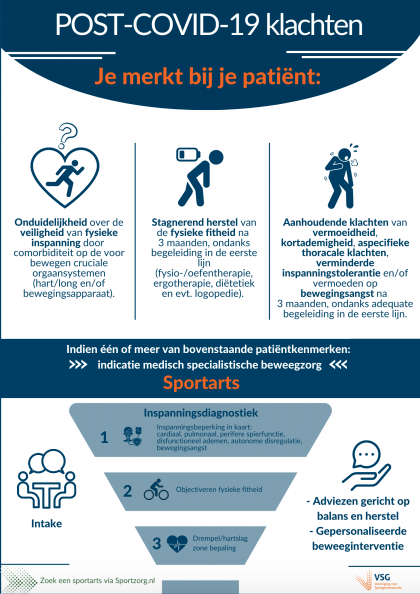 POST-COVID-19 klachten
Je merkt bij je patiënt:
Onduidelijkheid over de
veiligheid van fysieke
inspanning door
comorbiditeit op de voor
bewegen cruciale
orgaansystemen
(hart/long en/of
bewegingsapparaat).
Stagnerend herstel van
de fysieke fitheid na
3 maanden, ondanks
begeleiding in de eerste
lijn
(fysio-/oefentherapie,
ergotherapie, diëtetiek
en evt. logopedie).
Aanhoudende klachten van
vermoeidheid,
kortademigheid, aspecifieke
thoracale klachten,
verminderde
inspanningstolerantie en/of
vermoeden op
bewegingsangst na
3 maanden, ondanks adequate
begeleiding in de eerste lijn.
Indien één of meer van bovenstaande patiëntkenmerken:
>>> indicatie medisch specialistische beweegzorg <<<
Sportarts
Inspanningsdiagnostiek
1
Inspanningsbeperking in kaart:
cardiaal, pulmonaal, perifere spierfunctie,
disfunctioneel ademen, autonome disregulatie,
bewegingsangst
2 Objectiveren fysieke fitheid
3 Drempel/hartslag
zone bepaling
Intake
- Adviezen gericht op
balans en herstel
- Gepersonaliseerde
beweeginterventie
Zoek een sportarts via Sportzorg.nl
VSG